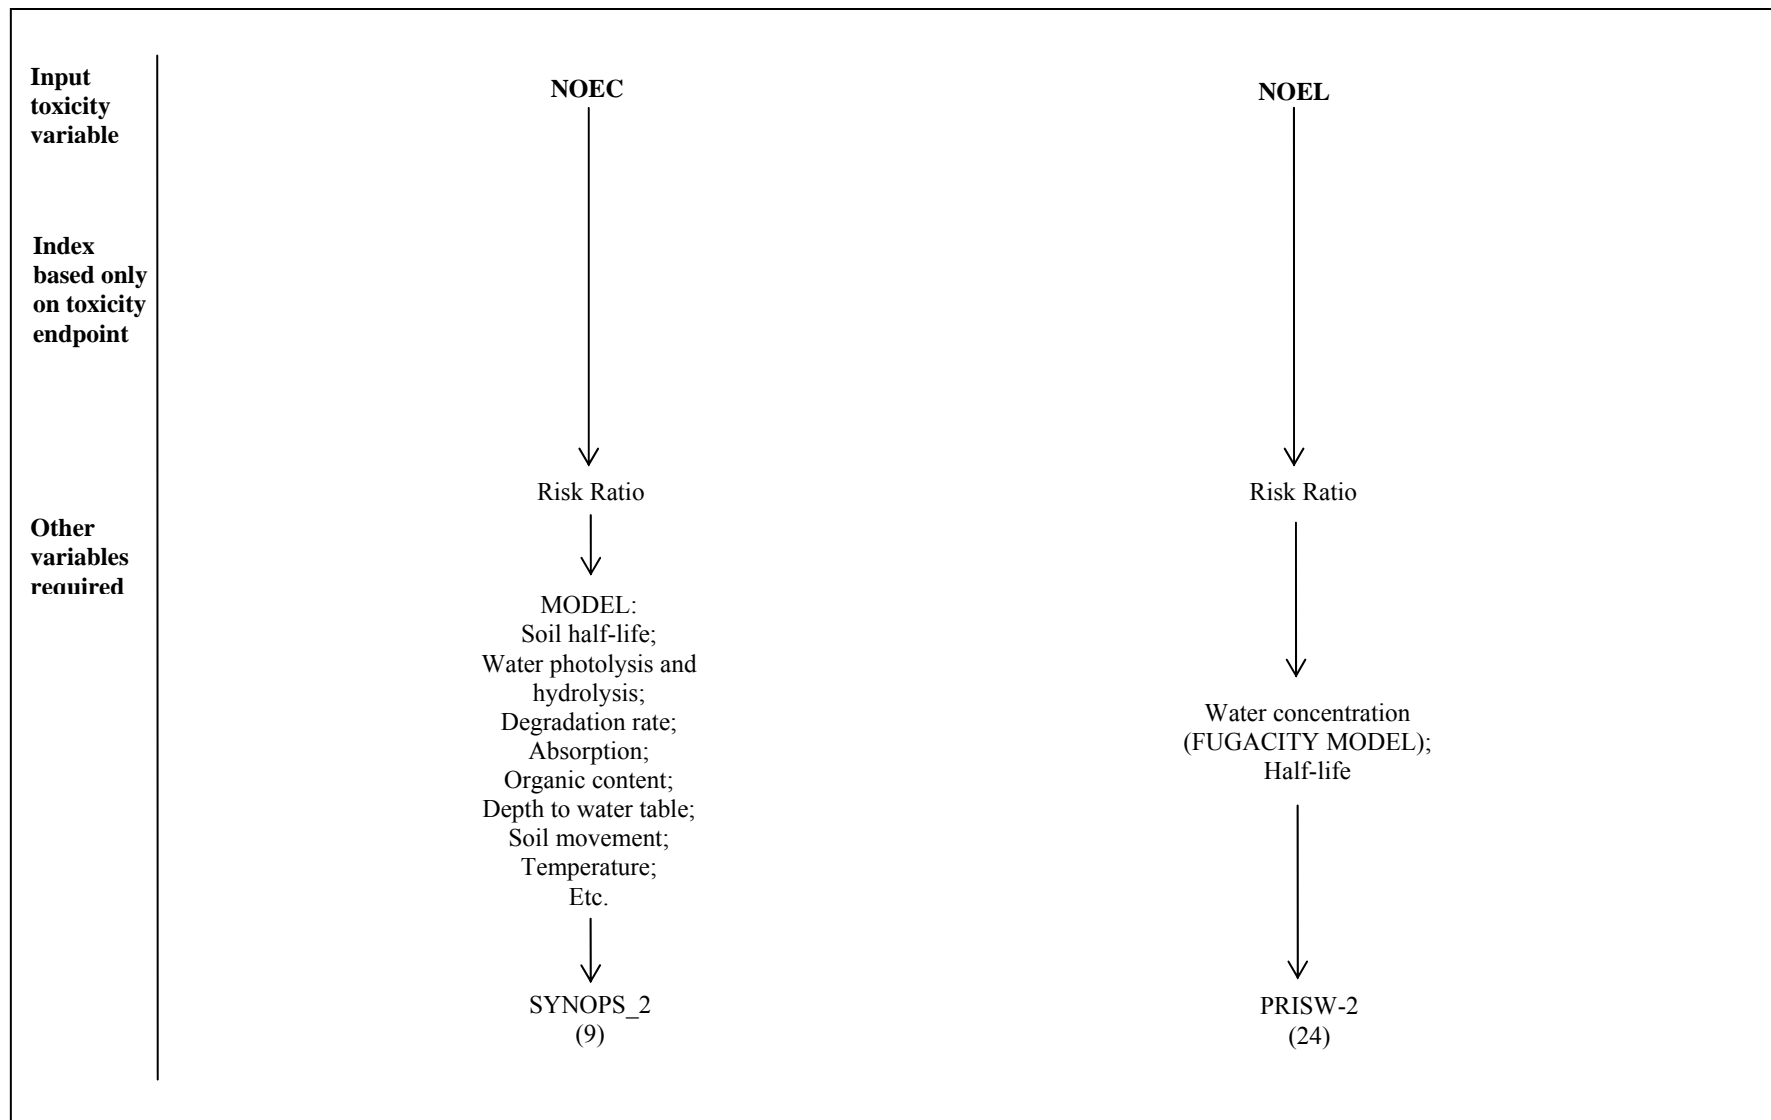 Input
toxicity
variable
NOEC
NOEL
Index
based only
on toxicity
endpoint
Risk Ratio
Risk Ratio
Other
variables
required
MODEL:
Soil half-life;
Water photolysis and
hydrolysis;
Degradation rate;
Absorption;
Organic content;
Depth to water table;
Soil movement;
Temperature;
Etc.
Water concentration
(FUGACITY MODEL);
Half-life
SYNOPS_2
(9)
PRISW-2
(24)